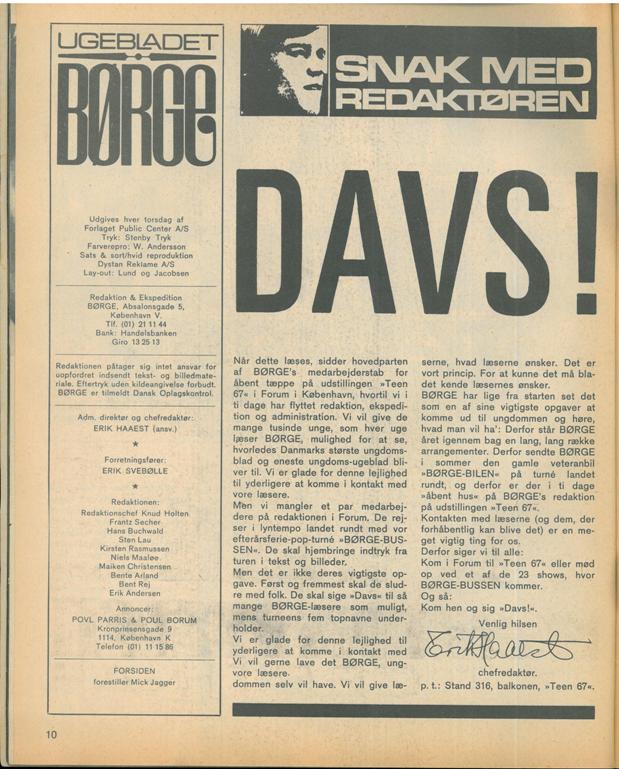 UGEBLADET
BØRGE
Udgives hver torsdag af
Forlaget Public Center A/S
Tryk: Stenby Tryk
Farverepro: W. Andersson
Sats & sort/hvid reproduktion
Dystan Reklame A/S
Lay-out: Lund og Jacobsen
Redaktion & Ekspedition
BØRGE, Absalonsgade 5,
København V.
Tlf. (01) 21 11 44
Bank: Handelsbanken
Giro 13 25 13
Redaktionen påtager sig intet ansvar for
uopfordret indsendt tekst- og billedmate-
riale. Eftertryk uden kildeangivelse forbudt.
BØRGE er tilmeldt Dansk Oplagskontrol.
Adm. direktør og chefredaktør:
ERIK HAAEST (ansv.)
★
Forretningsfører:
ERIK SVEBØLLE
★
Redaktionen:
Redaktionschef Knud Holten
Frantz Secher
Hans Buchwald
Sten Lau
Kirsten Rasmussen
Niels Maaløe
Maiken Christensen
Bente Arland
Bent Rej
Erik Andersen
Annoncer:
POVL PARRIS & POUL BORUM
Kronprinsensgade 9
1114, København K
Telefon (01) 11 15 86
FORSIDEN
forestiller Mick Jagger
10
SNAK MED
REDAKTØREN
DAVS!
Når dette læses, sidder hovedparten
af BØRGE's medarbejderstab for
åbent tæppe på udstillingen »Teen
67« i Forum i København, hvortil vi i
ti dage har flyttet redaktion, ekspedi-
tion og administration. Vi vil give de
mange tusinde unge, som hver uge
læser BØRGE, mulighed for at se,
hvorledes Danmarks største ungdoms-
blad og eneste ungdoms-ugeblad bli-
ver til. Vi er glade for denne lejlighed
til yderligere at komme i kontakt med
vore læsere.
Men vi mangler et par medarbej-
dere på redaktionen i Forum. De rej-
ser i lyntempo landet rundt med vor
efterårsferie-pop-turné »BØRGE-BUS-
SEN«. De skal hjembringe indtryk fra
turen i tekst og billeder.
Men det er ikke deres vigtigste op-
gave. Først og fremmest skal de slud-
re med folk. De skal sige »Davs« til så
mange BØRGE-læsere som muligt,
mens turneens fem topnavne under-
holder.
Vi er glade for denne lejlighed til
yderligere at komme i kontakt med
Vi vil gerne lave det BØRGE, ung-
vore læsere.
dommen selv vil have. Vi vil give læ-
serne, hvad læserne ønsker. Det er
vort princip. For at kunne det må bla-
det kende læsernes ønsker.
BØRGE har lige fra starten set det
som en af sine vigtigste opgaver at
komme ud til ungdommen og høre,
hvad man vil ha': Derfor står BØRGE
året igennem bag en lang, lang række
arrangementer. Derfor sendte BØRGE
i sommer den gamle veteranbil
»BØRGE-BILEN« på turné landet
rundt, og derfor er der i ti dage
»åbent hus« på BØRGE's redaktion
på udstillingen »Teen 67«.
Kontakten med læserne (og dem, der
forhåbentlig kan blive det) er en me-
get vigtig ting for os.
Derfor siger vi til alle:
Kom i Forum til »Teen 67« eller mød
op ved et af de 23 shows, hvor
BØRGE-BUSSEN kommer.
Og så:
Kom hen og sig »Davs!«.
Venlig hilsen
Erik Haaest
chefredaktør.
p. t.: Stand 316, balkonen, »Teen 67«.